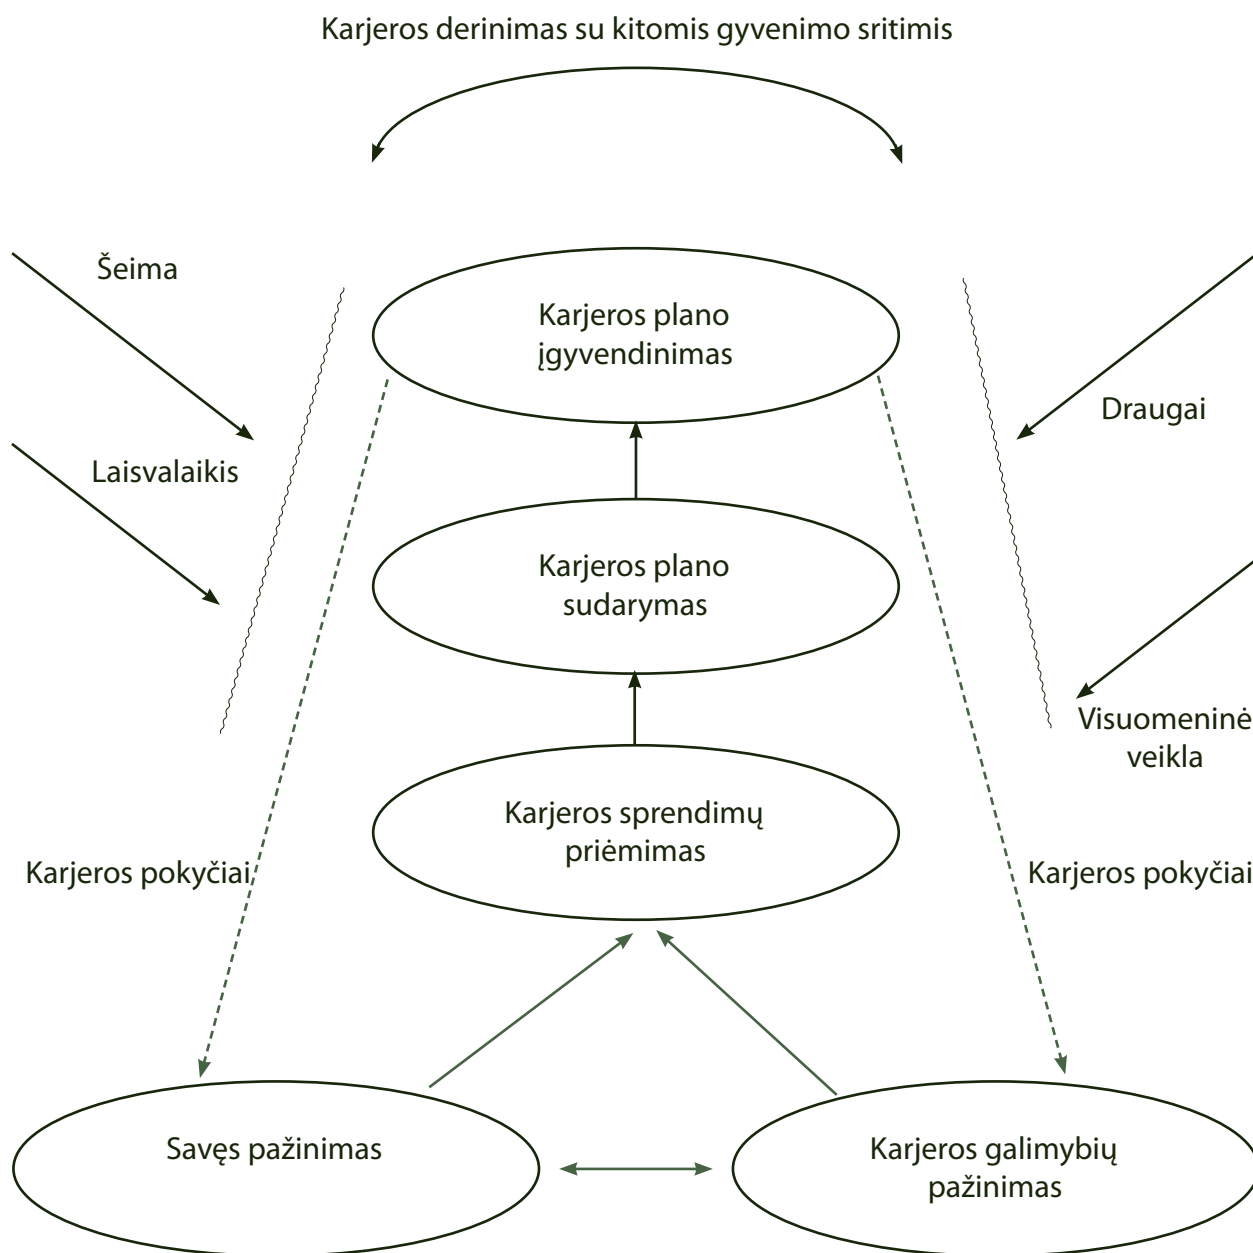 Karjeros derinimas su kitomis gyvenimo sritimis
Šeima
Karjeros plano
įgyvendinimas
Draugai
Laisvalaikis
Karjeros plano
sudarymas
Visuomeninė
veikla
Karjeros sprendimų
priėmimas
Karjeros pokyčiai
Karjeros pokyčiai
Savęs pažinimas
Karjeros galimybių
pažinimas